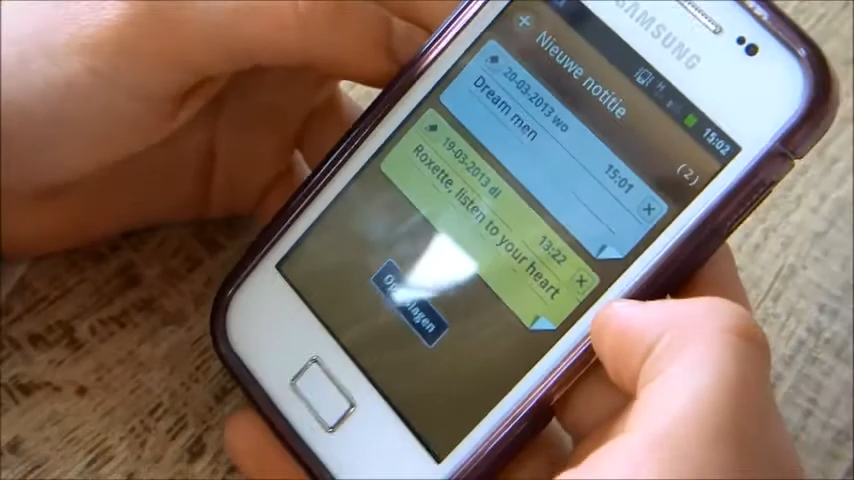 SAMSUNG
H 15:02
Nieuwe notitie (2)
20-03-2013 wo 15:01
Dream men
19-03-2013 di 13:22
Roxette, listen to your heart
Opgeslagen